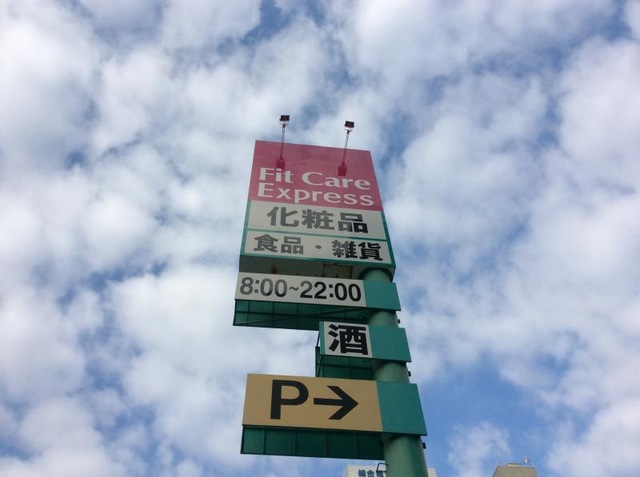 Fit Care
Express
化粧品
食品・雑貨
8:00~22:00
酒
P→